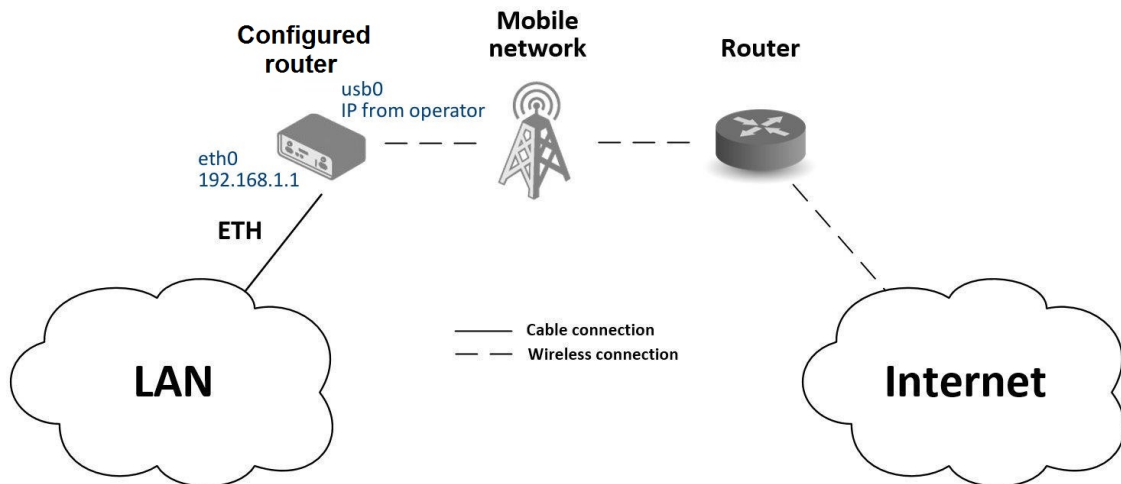 Configured
router
Mobile
network
Router
usb0
IP from operator
eth0
192.168.1.1
ETH
Cable connection
Wireless connection
LAN
Internet